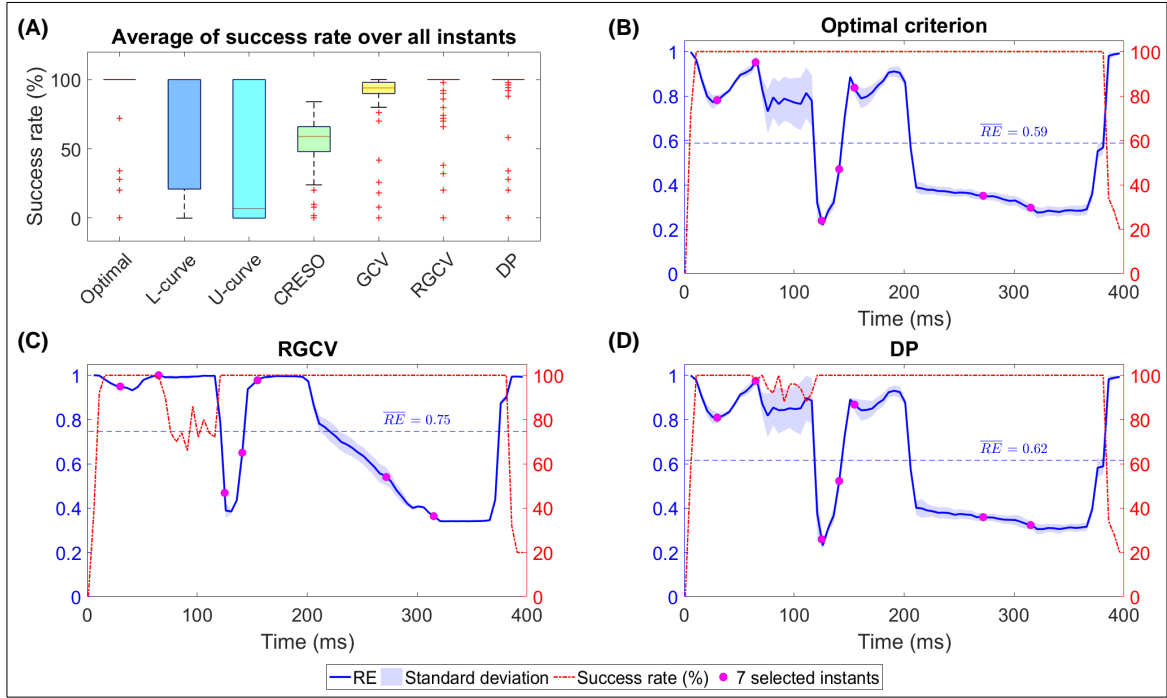 (A)
Average of success rate over all instants
Success rate (%)
100
50
0
Optimal
L-curve
U-curve
CRESO
GCV
RGCV
DP
(B)
Optimal criterion
1
0.8
0.6
0.4
0.2
0
100
80
60
40
20
0
RE = 0.59
0
100
200
300
400
Time (ms)
(C)
RGCV
1
0.8
0.6
0.4
0.2
0
100
80
60
40
20
0
RE = 0.75
0
100
200
300
400
Time (ms)
(D)
DP
1
0.8
0.6
0.4
0.2
0
100
80
60
40
20
0
RE = 0.62
0
100
200
300
400
Time (ms)
RE Standard deviation Success rate (%) 7 selected instants